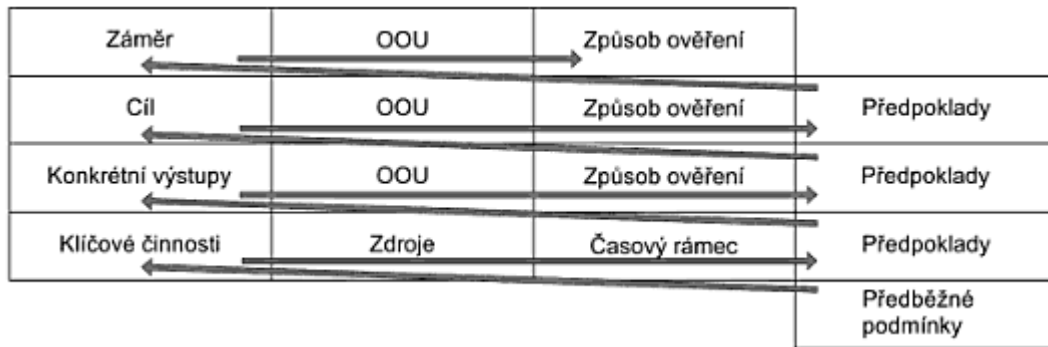 Záměr OOU Způsob ověření
Cíl OOU Způsob ověření Předpoklady
Konkrétní výstupy OOU Způsob ověření Předpoklady
Klíčové činnosti Zdroje Časový rámec Předpoklady
Předběžné
podmínky